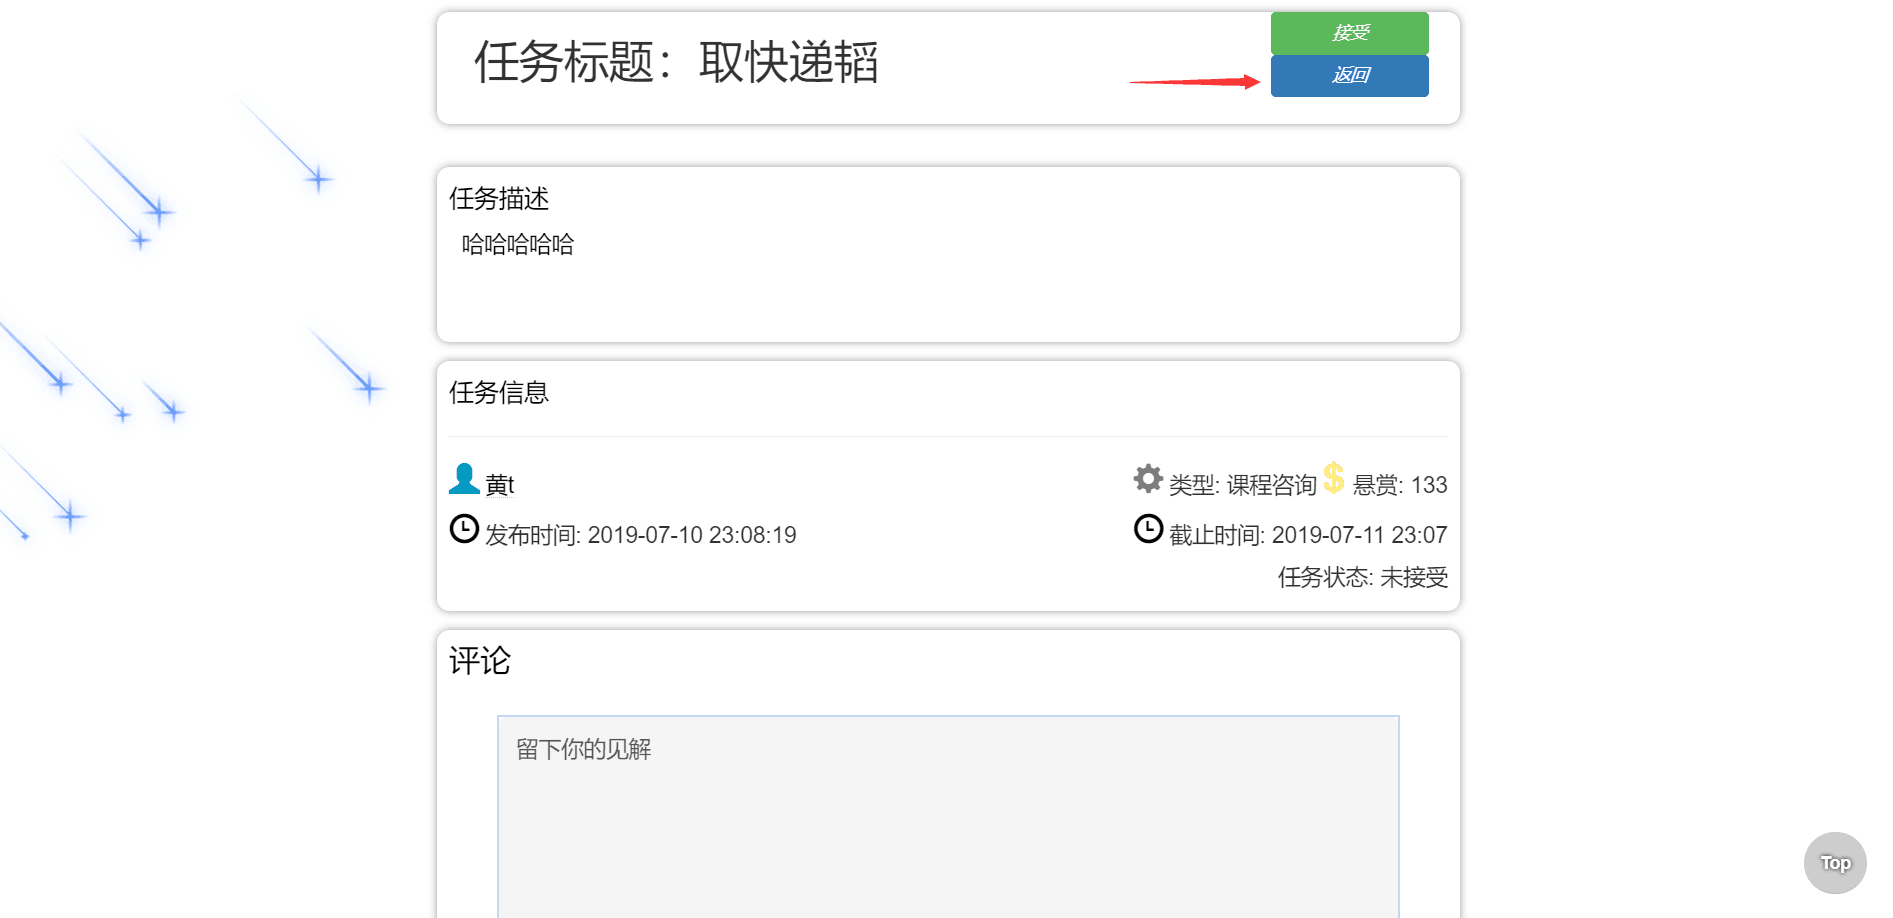 任务标题：取快递韬
接受
返回
任务描述
哈哈哈哈哈
任务信息
黄t
类型: 课程咨询 悬赏: 133
发布时间: 2019-07-10 23:08:19
截止时间: 2019-07-11 23:07
任务状态: 未接受
评论
留下你的见解
Top